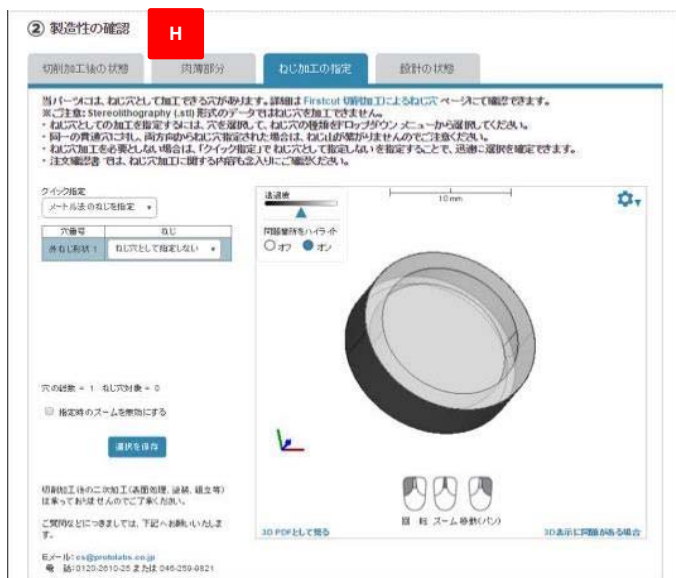 ② 製造性の確認
H
切削加工後の状態
肉薄部分
ねじ加工の指定
設計の状態
当パーツには、ねじ穴として加工できる穴があります。詳細は Firstcut 切削加工によるねじ穴 ページにて確認できます。
※ご注意: Stereolithography (.stl) 形式のデータではねじ穴を加工できません。
・ ねじ穴としての加工を指定するには、穴を選択して、ねじ穴の種類をドロップダウン メニューから選択してください。
・ 同一の貫通穴に対し、両方向からねじ穴指定された場合は、ねじ山が繋がりませんのでご注意ください。
・ ねじ穴加工を必要としない場合は、「クイック指定」でねじ穴として指定しないを指定することで、迅速に選択を確定できます。
・ 注文確認書 では、ねじ穴加工に関する内容も念入りにご確認ください。
クイック指定
メートル法のねじを指定
穴番号
ねじ
外ねじ形状 1
ねじ穴として指定しない
透過度
10 mm
問題箇所をハイライト
オフ
オン
穴の総数 = 1 ねじ穴対象 = 0
指定時のズームを無効にする
選択を保存
切削加工後の二次加工(表面処理、塗装、組立等)
は承っておりませんのでご了承ください。
ご質問などにつきましては、下記へお願いいたしま
す。
Eメール: cs@protolabs.co.jp
電 話: 0120-2610-25 または 046-259-9821
回 転 ズーム 移動(パン)
3D PDFとして見る
3D表示に問題がある場合